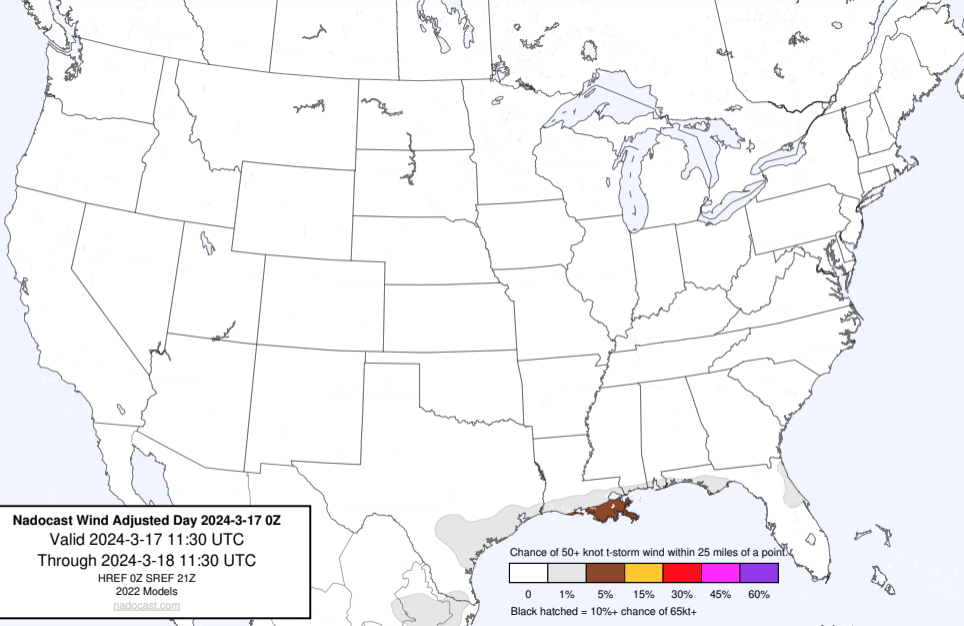 Nadocast Wind Adjusted Day 2024-3-17 0Z
Valid 2024-3-17 11:30 UTC
Through 2024-3-18 11:30 UTC
HREF 0Z SREF 21Z
2022 Models
nadocast.com
Chance of 50+ knot t-storm wind within 25 miles of a point.
0 1% 5% 15% 30% 45% 60%
Black hatched = 10%+ chance of 65kt+